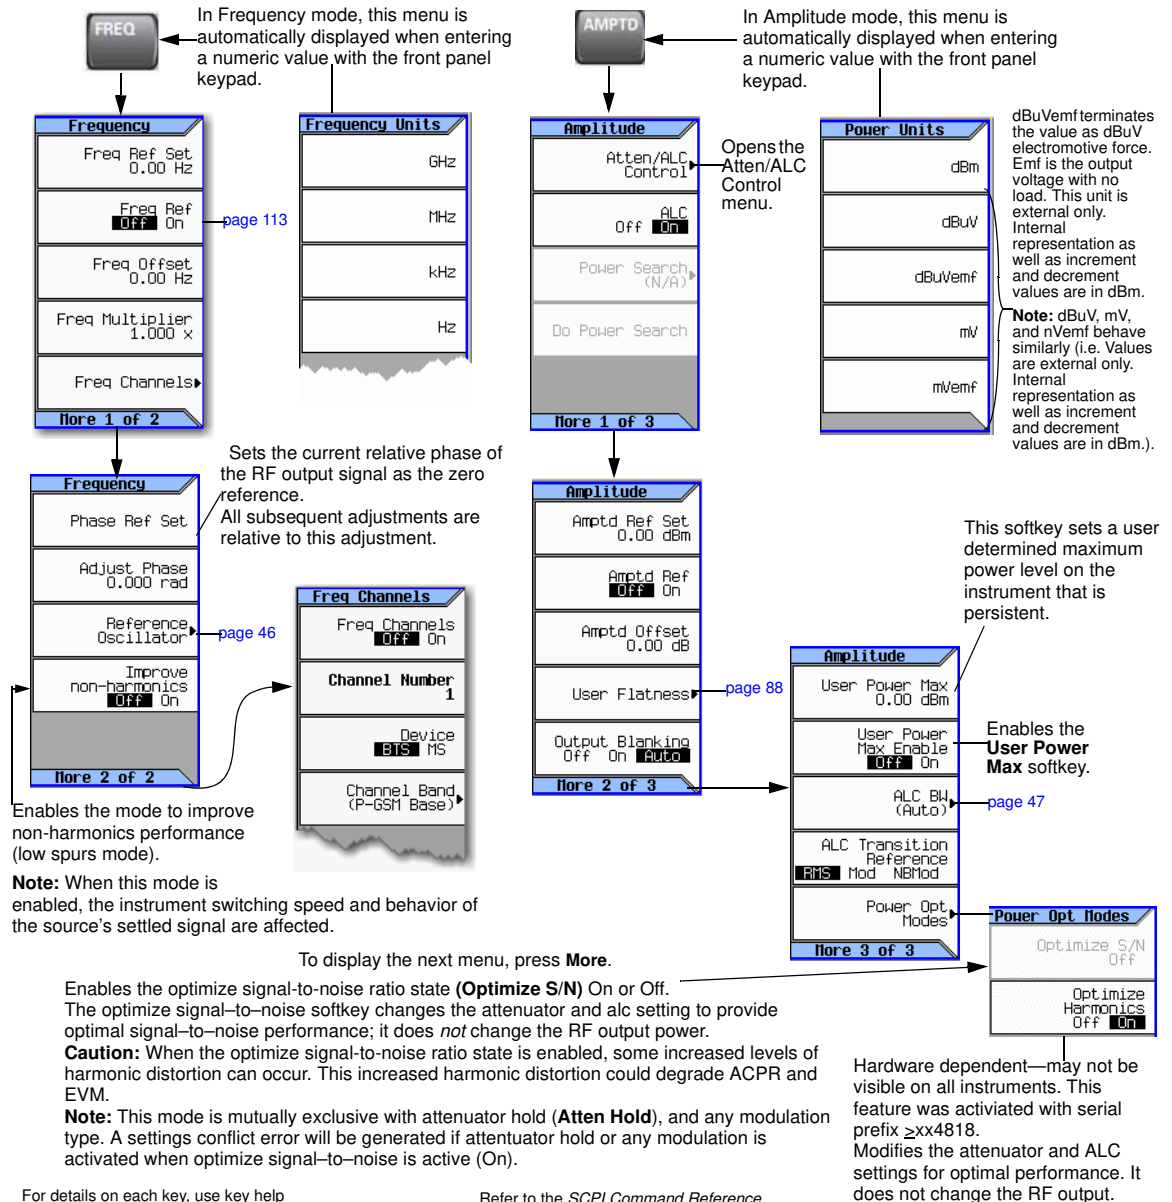 FREQ
In Frequency mode, this menu is
automatically displayed when entering
a numeric value with the front panel
keypad.
AMPTD
In Amplitude mode, this menu is
automatically displayed when entering
a numeric value with the front panel
keypad.
Frequency
Freq Ref Set
0.00 Hz
Freq Ref
Off On
page 113
Freq Offset
0.00 Hz
Freq Multiplier
1.000 x
Freq Channels
More 1 of 2
Frequency Units
GHz
MHz
kHz
Hz
Amplitude
Atten/ALC
Control
Opens the
Atten/ALC
Control
menu.
ALC
Off On
Power Search
(N/A)
Do Power Search
More 1 of 3
Power Units
dBm
dBuV
dBuVemf
mV
mVemf
dBuVemf terminates
the value as dBuV
electromotive force.
Emf is the output
voltage with no
load. This unit is
external only.
Internal
representation as
well as increment
and decrement
values are in dBm.
Note: dBuV, mV,
and nVemf behave
similarly (i.e. Values
are external only.
Internal
representation as
well as increment
and decrement
values are in dBm.).
Frequency
Phase Ref Set
Adjust Phase
0.000 rad
Reference
Oscillator
page 46
Improve
non-harmonics
Off On
More 2 of 2
Sets the current relative phase of
the RF output signal as the zero
reference.
All subsequent adjustments are
relative to this adjustment.
Freq Channels
Freq Channels
Off On
Channel Number
1
Device
BTS MS
Channel Band
(P-GSM Base)
Amplitude
Amptd Ref Set
0.00 dBm
Amptd Ref
Off On
Amptd Offset
0.00 dB
User Flatness
page 88
Output Blanking
Off On Auto
More 2 of 3
This softkey sets a user
determined maximum
power level on the
instrument that is
persistent.
Amplitude
User Power Max
0.00 dBm
User Power
Max Enable
Off On
Enables the
User Power
Max softkey.
ALC BW
(Auto)
page 47
ALC Transition
Reference
RMS Mod NBMod
Power Opt
Modes
More 3 of 3
Power Opt Modes
Optimize S/N
Off
Optimize
Harmonics
Off On
Enables the mode to improve
non-harmonics performance
(low spurs mode).
Note: When this mode is
enabled, the instrument switching speed and behavior of
the source's settled signal are affected.
To display the next menu, press More.
Enables the optimize signal-to-noise ratio state (Optimize S/N) On or Off.
The optimize signal–to–noise softkey changes the attenuator and alc setting to provide
optimal signal–to–noise performance; it does not change the RF output power.
Caution: When the optimize signal-to-noise ratio state is enabled, some increased levels of
harmonic distortion can occur. This increased harmonic distortion could degrade ACPR and
EVM.
Note: This mode is mutually exclusive with attenuator hold (Atten Hold), and any modulation
type. A settings conflict error will be generated if attentuator hold or any modulation is
activated when optimize signal–to–noise is active (On).
Hardware dependent—may not be
visible on all instruments. This
feature was activiated with serial
prefix ≥xx4818.
Modifies the attenuator and ALC
settings for optimal performance. It
does not change the RF output.
For details on each key, use key help
Refer to the SCPI Command Reference